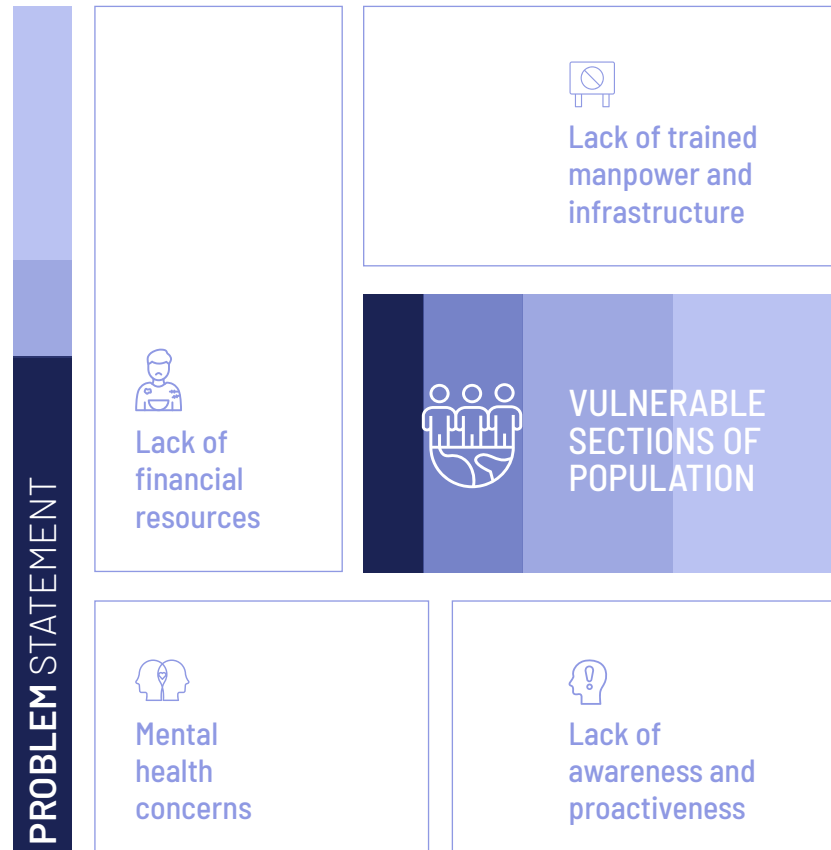 PROBLEM STATEMENT
Lack of trained
manpower and
infrastructure
Lack of
financial
resources
VULNERABLE
SECTIONS OF
POPULATION
Mental
health
concerns
Lack of
awareness and
proactiveness